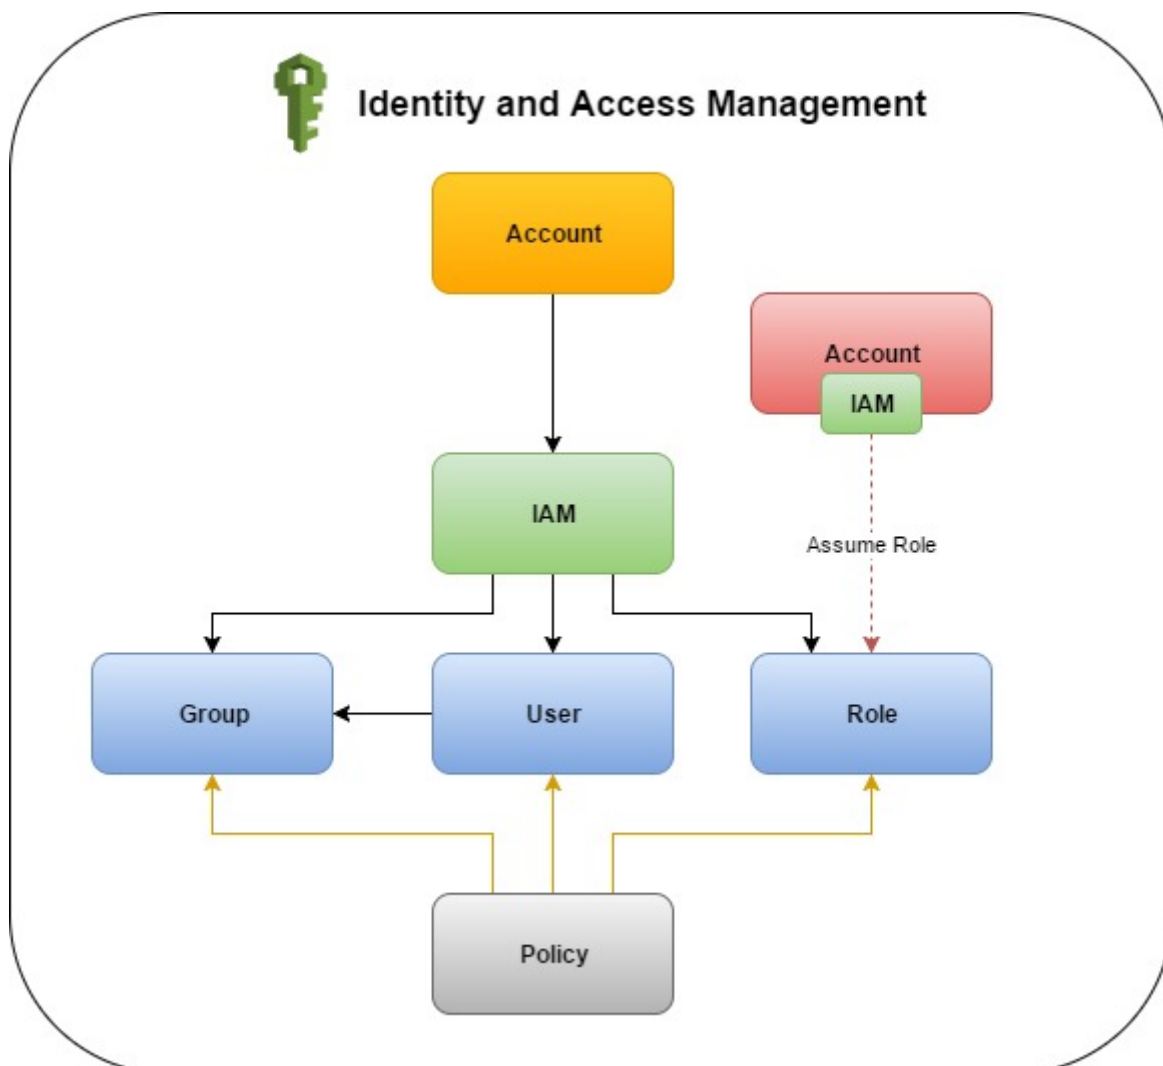 Identity and Access Management
Account
Account
IAM
IAM
Assume Role
Group
User
Role
Policy